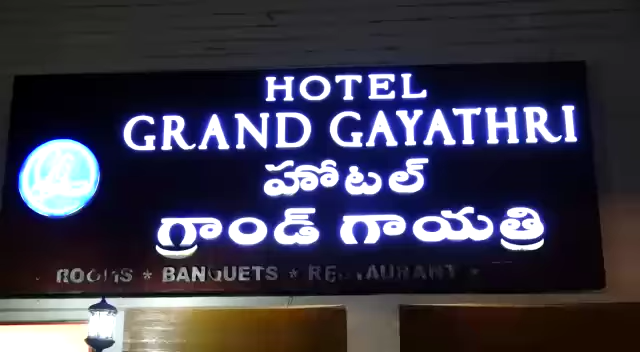 HOTEL
GRAND GAYATHRI
హోటల్
గ్రాండ్ గాయత్రి
ROOMS * BANQUETS * RESTAURANT *